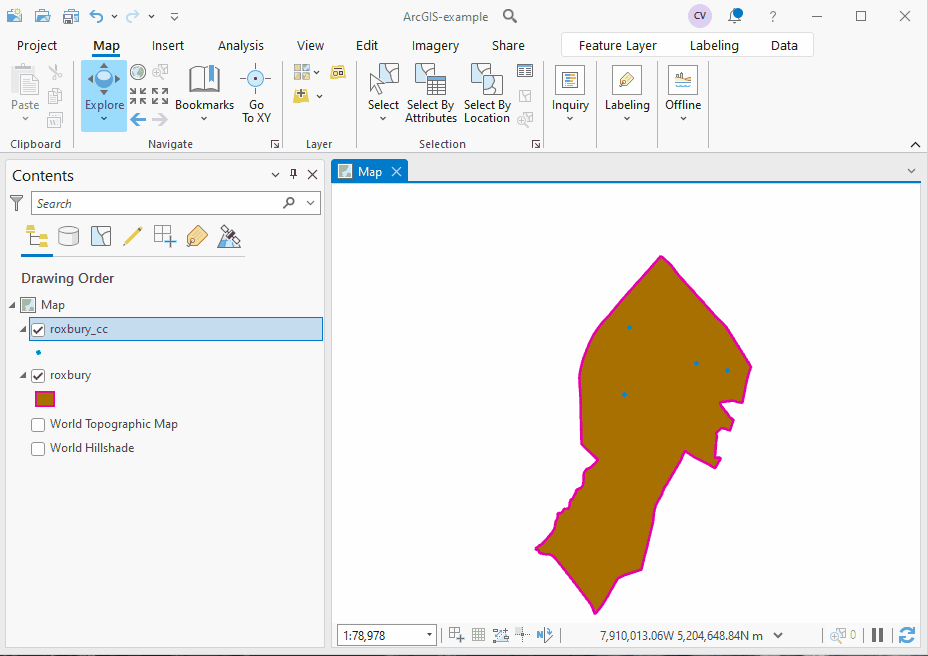 ArcGIS-example
CV
?
Project Map Insert Analysis View Edit Imagery Share Feature Layer Labeling Data
Paste
Explore
Bookmarks
Go
To XY
Select
Select By
Attributes
Select By
Location
Inquiry
Labeling
Offline
Clipboard Navigate Layer Selection
Contents
Search
Drawing Order
Map
roxbury_cc
roxbury
World Topographic Map
World Hillshade
Map
1:78,978
7,910,013.06W 5,204,648.84N m
0